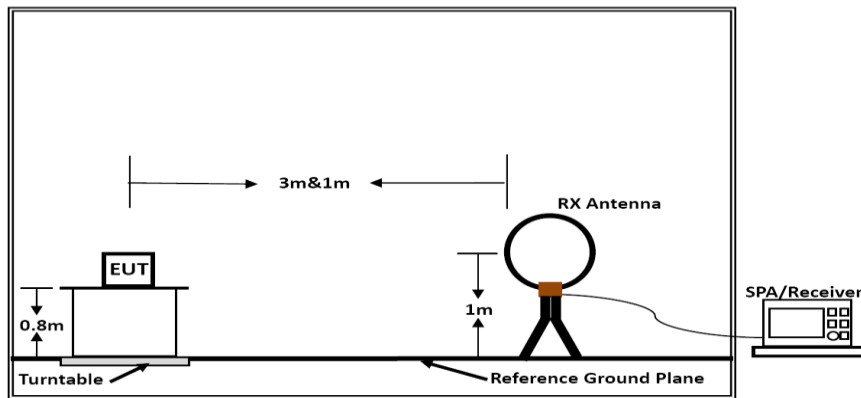 3m&1m
RX Antenna
EUT
SPA/Receiver
0.8m
1m
Turntable
Reference Ground Plane